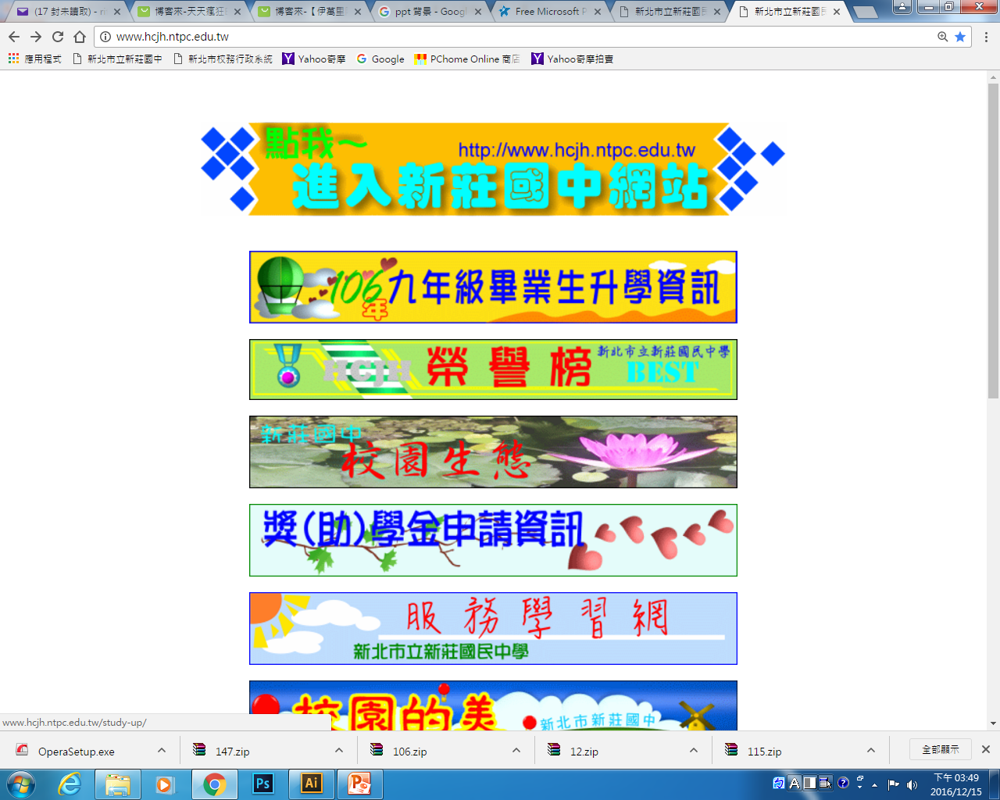 (17 封未讀取) - ri
博客來-天天瘋狂
博客來-【伊萬里
ppt 背景 - Googl
Free Microsoft P
新北市立新莊國民
新北市立新莊國民
www.hcjh.ntpc.edu.tw
應用程式
新北市立新莊國中
新北市校務行政系統
Yahoo奇摩
Google
PChome Online 商店
Yahoo奇摩拍賣
點我～
http://www.hcjh.ntpc.edu.tw
進入新莊國中網站
106年九年級畢業生升學資訊
HCJH
榮譽榜
新北市立新莊國民中學
BEST
新莊國中
校園生態
獎(助)學金申請資訊
服務學習網
新北市立新莊國民中學
校園的美
新北市新莊國中
www.hcjh.ntpc.edu.tw/study-up/
OperaSetup.exe
147.zip
106.zip
12.zip
115.zip
全部顯示
Ps
Ai
下午 03:49
2016/12/15